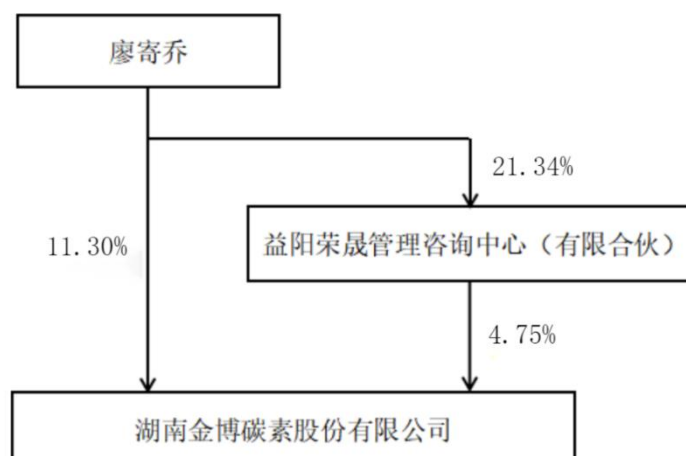 廖寄乔
21.34%
11.30%
益阳荣晟管理咨询中心（有限合伙）
4.75%
湖南金博碳素股份有限公司